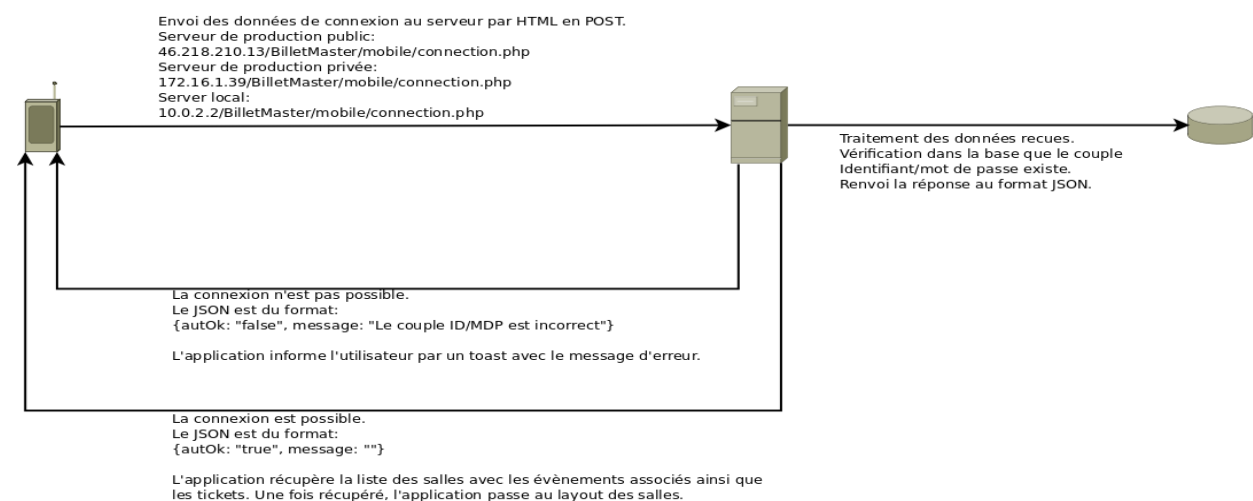 Envoi des données de connexion au serveur par HTML en POST.
Serveur de production public:
46.218.210.13/BilletMaster/mobile/connection.php
Serveur de production privée:
172.16.1.39/BilletMaster/mobile/connection.php
Server local:
10.0.2.2/BilletMaster/mobile/connection.php
Traitement des données recues.
Vérification dans la base que le couple
Identifiant/mot de passe existe.
Renvoi la réponse au format JSON.
La connexion n'est pas possible.
Le JSON est du format:
{autOk: "false", message: "Le couple ID/MDP est incorrect"}
L'application informe l'utilisateur par un toast avec le message d'erreur.
La connexion est possible.
Le JSON est du format:
{autOk: "true", message: ""}
L'application récupère la liste des salles avec les évènements associés ainsi que
les tickets. Une fois récupéré, l'application passe au layout des salles.